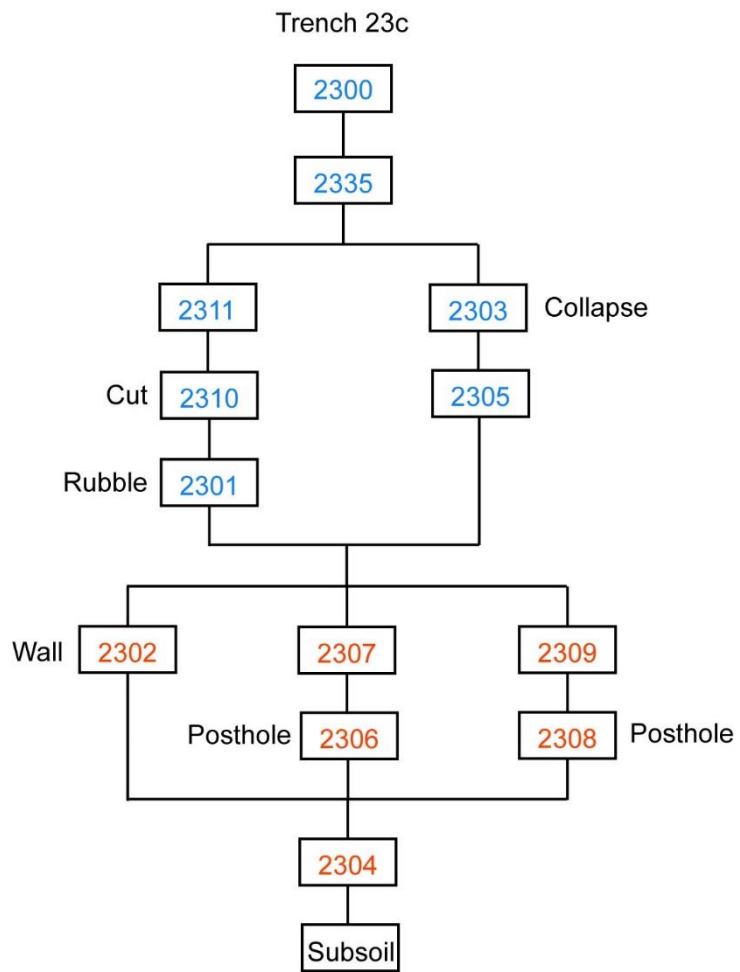 Trench 23c
2300
2335
2311
2303 Collapse
Cut 2310
2305
Rubble 2301
Wall 2302
2307
2309
Posthole 2306
2308 Posthole
2304
Subsoil